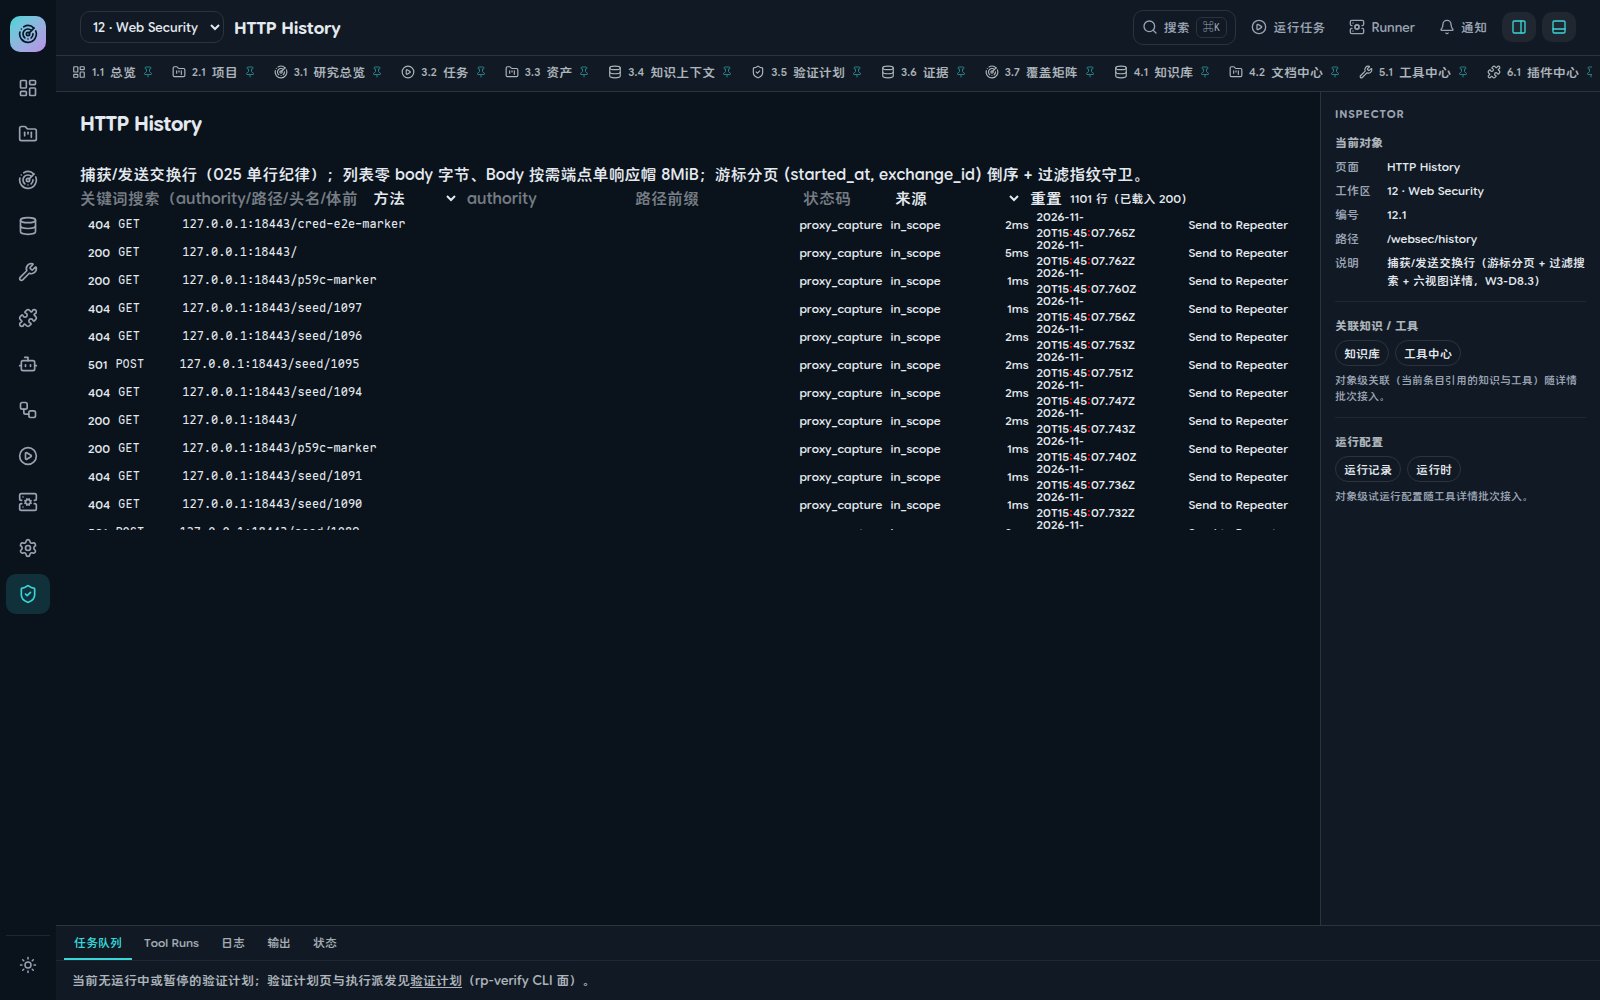 12 · Web Security HTTP History 搜索 ⌘K 运行任务 Runner 通知
1.1 总览 2.1 项目 3.1 研究总览 3.2 任务 3.3 资产 3.4 知识上下文 3.5 验证计划 3.6 证据 3.7 覆盖矩阵 4.1 知识库 4.2 文档中心 5.1 工具中心 6.1 插件中心
HTTP History
捕获/发送交换行（025 单行纪律）；列表零 body 字节、Body 按需端点单响应帽 8MiB；游标分页 (started_at, exchange_id) 倒序 + 过滤指纹守卫。
关键词搜索（authority/路径/头名/体前 方法 authority 路径前缀 状态码 来源 重置 1101 行（已载入 200）
404 GET 127.0.0.1:18443/cred-e2e-marker proxy_capture in_scope 2ms 2026-11-20T15:45:07.765Z Send to Repeater
200 GET 127.0.0.1:18443/ proxy_capture in_scope 5ms 2026-11-20T15:45:07.762Z Send to Repeater
200 GET 127.0.0.1:18443/p59c-marker proxy_capture in_scope 1ms 2026-11-20T15:45:07.760Z Send to Repeater
404 GET 127.0.0.1:18443/seed/1097 proxy_capture in_scope 1ms 2026-11-20T15:45:07.756Z Send to Repeater
404 GET 127.0.0.1:18443/seed/1096 proxy_capture in_scope 2ms 2026-11-20T15:45:07.753Z Send to Repeater
501 POST 127.0.0.1:18443/seed/1095 proxy_capture in_scope 2ms 2026-11-20T15:45:07.751Z Send to Repeater
404 GET 127.0.0.1:18443/seed/1094 proxy_capture in_scope 2ms 2026-11-20T15:45:07.747Z Send to Repeater
200 GET 127.0.0.1:18443/ proxy_capture in_scope 2ms 2026-11-20T15:45:07.743Z Send to Repeater
200 GET 127.0.0.1:18443/p59c-marker proxy_capture in_scope 1ms 2026-11-20T15:45:07.740Z Send to Repeater
404 GET 127.0.0.1:18443/seed/1091 proxy_capture in_scope 1ms 2026-11-20T15:45:07.736Z Send to Repeater
404 GET 127.0.0.1:18443/seed/1090 proxy_capture in_scope 1ms 2026-11-20T15:45:07.732Z Send to Repeater
2026-11-
INSPECTOR
当前对象
页面 HTTP History
工作区 12 · Web Security
编号 12.1
路径 /websec/history
说明 捕获/发送交换行（游标分页 + 过滤搜
索 + 六视图详情，W3-D8.3）
关联知识 / 工具
知识库 工具中心
对象级关联（当前条目引用的知识与工具）随详情
批次接入。
运行配置
运行记录 运行时
对象级试运行配置随工具详情批次接入。
任务队列 Tool Runs 日志 输出 状态
当前无运行中或暂停的验证计划；验证计划页与执行派发见验证计划（rp-verify CLI 面）。